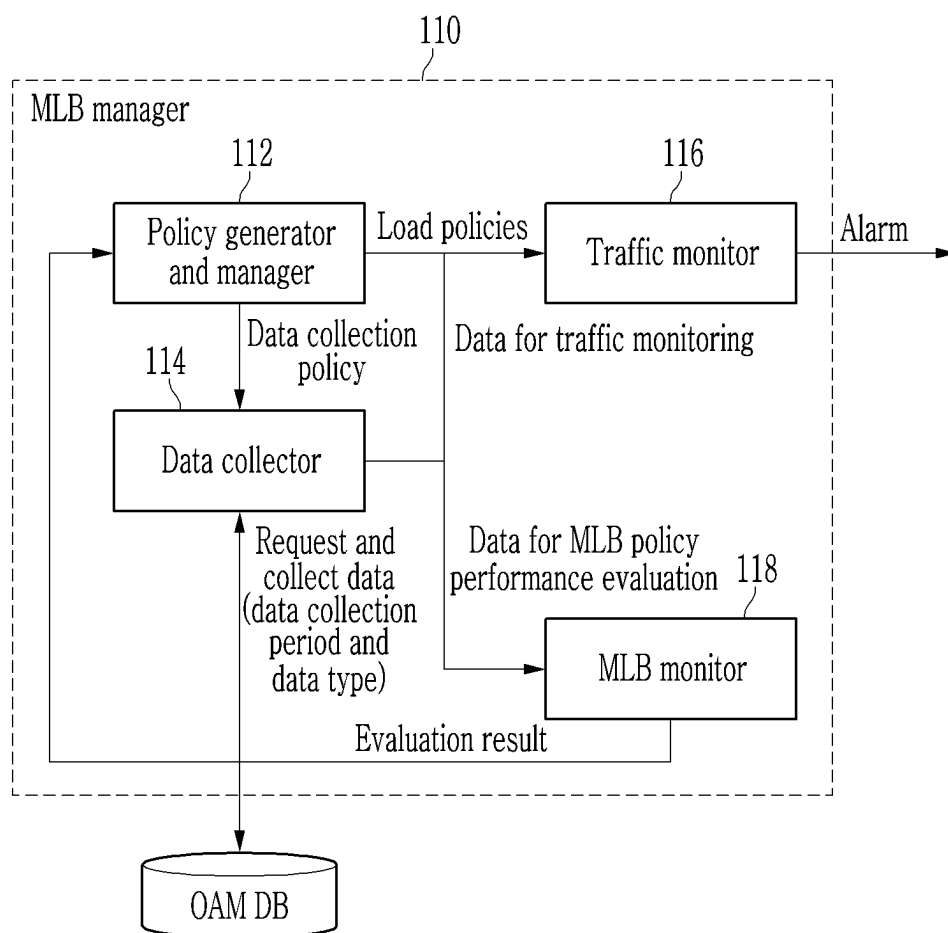 110
MLB manager
112
Policy generator
and manager
Load policies
116
Traffic monitor
Alarm
Data collection
policy
Data for traffic monitoring
114
Data collector
Request and
collect data
(data collection
period and
data type)
Data for MLB policy
performance evaluation
118
MLB monitor
Evaluation result
OAM DB